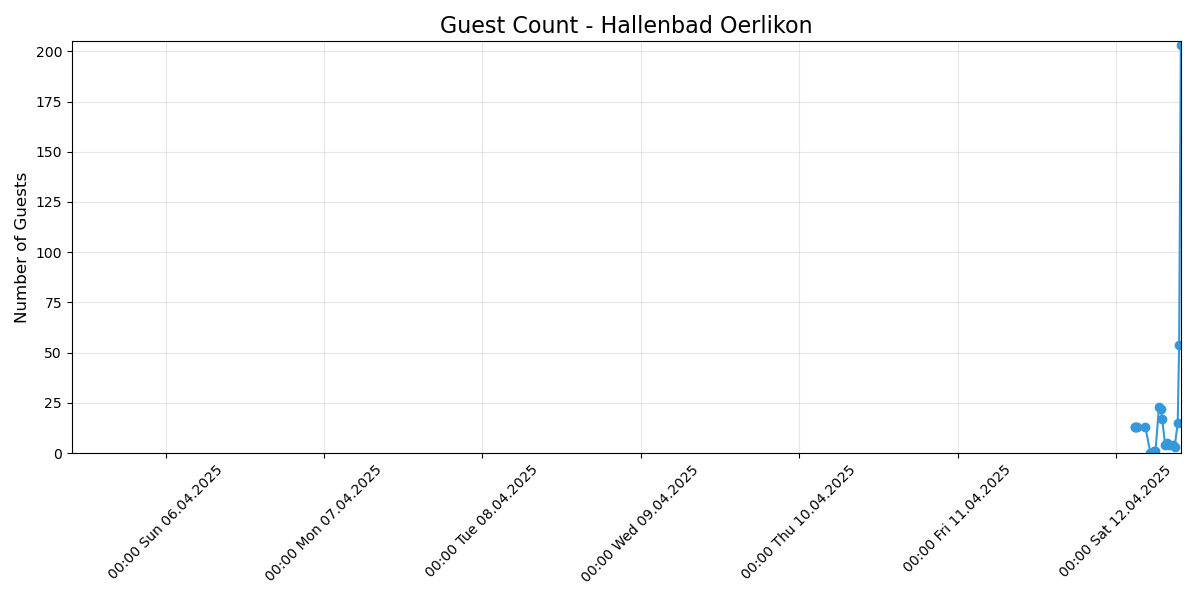 Guest Count - Hallenbad Oerlikon
Number of Guests
200
175
150
125
100
75
50
25
0
00:00 Sun 06.04.2025
00:00 Mon 07.04.2025
00:00 Tue 08.04.2025
00:00 Wed 09.04.2025
00:00 Thu 10.04.2025
00:00 Fri 11.04.2025
00:00 Sat 12.04.2025